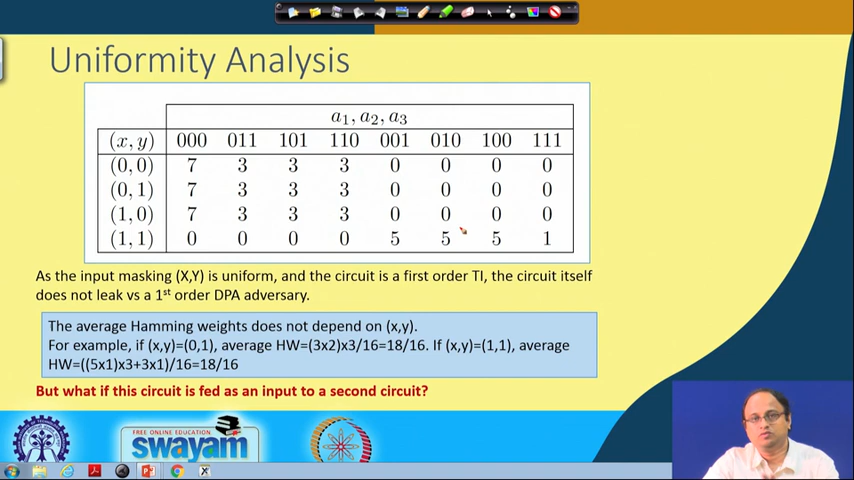 Uniformity Analysis
a₁, a₂, a₃
(x, y) 000 011 101 110 001 010 100 111
(0, 0) 7 3 3 3 0 0 0 0
(0, 1) 7 3 3 3 0 0 0 0
(1, 0) 7 3 3 3 0 0 0 0
(1, 1) 0 0 0 0 5 5 5 1
As the input masking (X,Y) is uniform, and the circuit is a first order TI, the circuit itself
does not leak vs a 1st order DPA adversary.
The average Hamming weights does not depend on (x,y).
For example, if (x,y)=(0,1), average HW=(3x2)x3/16=18/16. If (x,y)=(1,1), average
HW=((5x1)x3+3x1)/16=18/16
But what if this circuit is fed as an input to a second circuit?
FREE ONLINE EDUCATION
swayam